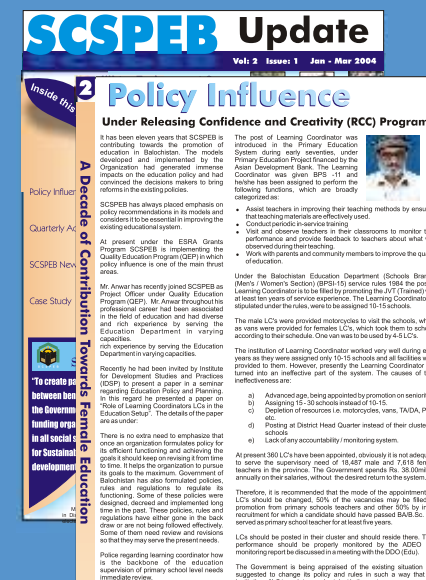 SCSPEB Update
Vol: 2 Issue: 1 Jan - Mar 2004
Inside this
Policy Influen
Quarterly Ac
SCSPEB New
Case Study
"To create pa
between ben
the Governm
funding orga
in all social s
for Sustainab
development
2
A Decade of Contribution Towards Female Education
Policy Influence
Under Releasing Confidence and Creativity (RCC) Program
It has been eleven years that SCSPEB is
contributing towards the promotion of
education in Balochistan. The models
developed and implemented by the
Organization had generated immense
impacts on the education policy and had
convinced the decisions makers to bring
reforms in the existing policies.
SCSPEB has always placed emphasis on
policy recommendations in its models and
considers it to be essential in improving the
existing educational system.
At present under the ESRA Grants
Program SCSPEB is implementing the
Quality Education Program (QEP) in which
policy influence is one of the main thrust
areas.
Mr. Anwar has recently joined SCSPEB as
Project Officer under Quality Education
Program (QEP). Mr. Anwar throughout his
professional career has been associated
in the field of education and had diverse
and rich experience by serving the
Education Department in varying
capacities.
rich experience by serving the Education
Department in varying capacities.
Recently he had been invited by Institute
for Development Studies and Practices
(IDSP) to present a paper in a seminar
regarding Education Policy and Planning.
In this regard he presented a paper on
"Role of Learning Coordinators LCs in the
Education Setup". The details of the paper
are as under:
There is no extra need to emphasize that
once an organization formulates policy for
its efficient functioning and achieving the
goals it should keep on revising it from time
to time. It helps the organization to pursue
its goals to the maximum. Government of
Balochistan has also formulated policies,
rules and regulations to regulate its
functioning. Some of these policies were
designed, decreed and implemented long
time in the past. These policies, rules and
regulations have either gone in the back
draw or are not being followed effectively.
Some of them need review and revisions
so that they may serve the present needs.
Police regarding learning coordinator how
is the backbone of the education
supervision of primary school level needs
immediate review.
The post of Learning Coordinator was
introduced in the Primary Education
System during early seventies, under
Primary Education Project financed by the
Asian Development Bank. The Learning
Coordinator was given BPS -11 and
he/she has been assigned to perform the
following functions, which are broadly
categorized as:
• Assist teachers in improving their teaching methods by ensu
that teaching materials are effectively used.
• Conduct periodic in-service training
• Visit and observe teachers in their classrooms to monitor t
performance and provide feedback to teachers about what
observed during their teaching.
• Work with parents and community members to improve the qu
of education.
Under the Balochistan Education Department (Schools Bran
(Men's / Women's Section) (BPSI-15) service rules 1984 the pos
Learning Coordinator is to be filled by promoting the JVT (Trained)
at least ten years of service experience. The Learning Coordinato
stipulated under the rules, were to be assigned 10-15 schools.
The male LC's were provided motorcycles to visit the schools, wh
as vans were provided for females LC's, which took them to scho
according to their schedule. One van was to be used by 4-5 LC's.
The institution of Learning Coordinator worked very well during e
years as they were assigned only 10-15 schools and all facilities w
provided to them. However, presently the Learning Coordinator
turned into an ineffective part of the system. The causes of t
ineffectiveness are:
a) Advanced age, being appointed by promotion on seniorit
b) Assigning 15 - 30 schools instead of 10-15.
c) Depletion of resources i.e. motorcycles, vans, TA/DA, P
etc.
d) Posting at District Head Quarter instead of their cluste
schools
e) Lack of any accountability / monitoring system.
At present 360 LC's have been appointed, obviously it is not adequ
to serve the supervisory need of 18,487 male and 7,618 fem
teachers in the province. The Government spends Rs. 38.00mil
annually on their salaries, without the desired return to the system.
Therefore, it is recommended that the mode of the appointment
LC's should be changed, 50% of the vacancies may be filled
promotion from primary schools teachers and other 50% by in
recruitment for which a candidate should have passed BA/B.Sc.
served as primary school teacher for at least five years.
LCs should be posted in their cluster and should reside there. T
performance should be properly monitored by the ADEO
monitoring report be discussed in a meeting with the DDO (Edu).
The Government is being appraised of the existing situation
suggested to change its policy and rules in such a way that